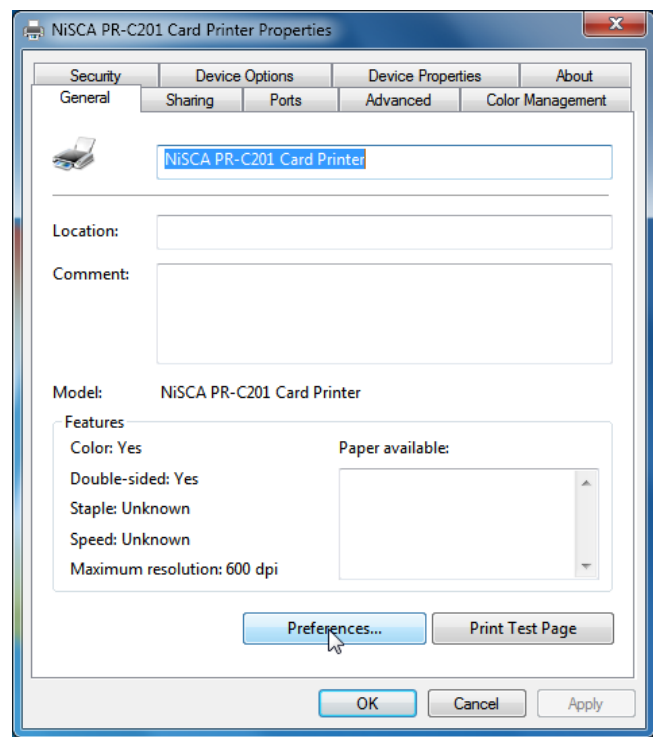 NiSCA PR-C201 Card Printer Properties
x
Security Device Options Device Properties About
General Sharing Ports Advanced Color Management
NiSCA PR-C201 Card Printer
Location:
Comment:
Model: NiSCA PR-C201 Card Printer
Features
Color: Yes Paper available:
Double-sided: Yes
Staple: Unknown
Speed: Unknown
Maximum resolution: 600 dpi
Preferences... Print Test Page
OK Cancel Apply